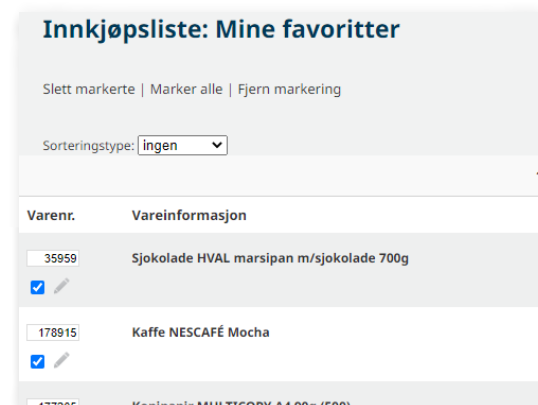 Innkjøpsliste: Mine favoritter
Slett markerte | Marker alle | Fjern markering
Sorteringstype: ingen
Varenr. Vareinformasjon
35959 Sjokolade HVAL marsipan m/sjokolade 700g
178915 Kaffe NESCAFÉ Mocha